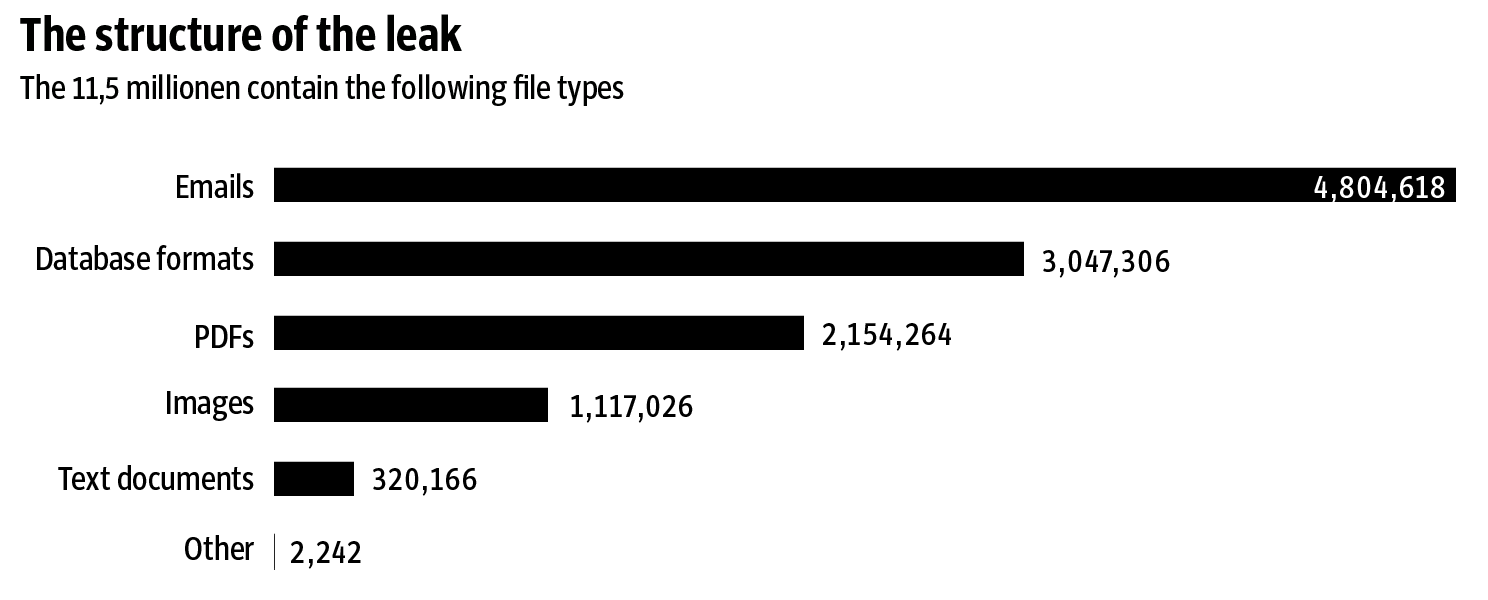 The structure of the leak
The 11,5 millionen contain the following file types
Emails 4,804,618
Database formats 3,047,306
PDFs 2,154,264
Images 1,117,026
Text documents 320,166
Other 2,242